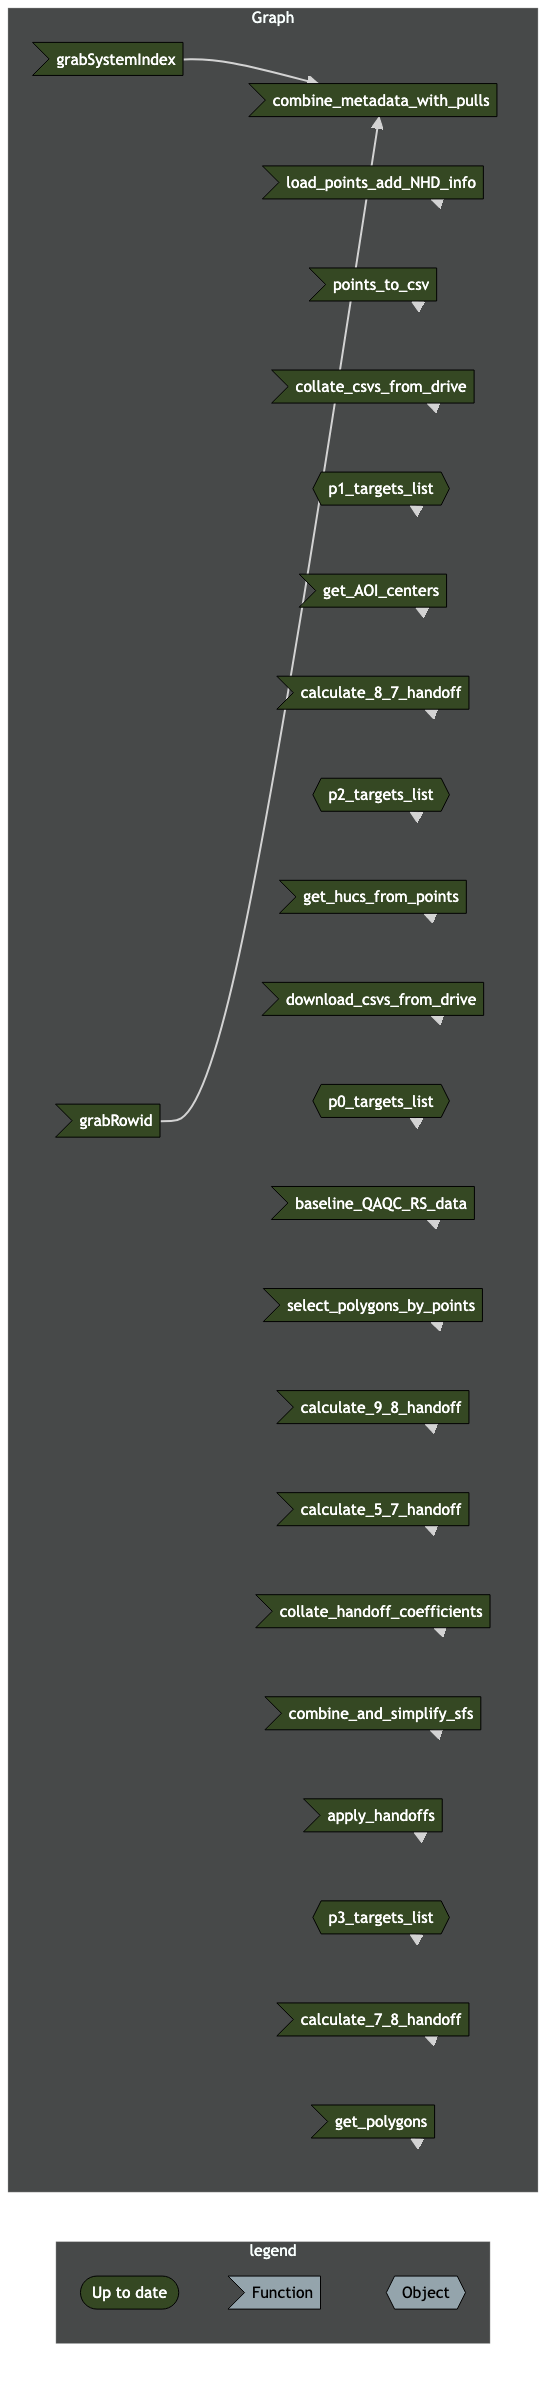 Graph
grabSystemIndex
combine_metadata_with_pulls
load_points_add_NHD_info
points_to_csv
collate_csvs_from_drive
p1_targets_list
get_AOI_centers
calculate_8_7_handoff
p2_targets_list
get_hucs_from_points
download_csvs_from_drive
p0_targets_list
grabRowid
baseline_QAQC_RS_data
select_polygons_by_points
calculate_9_8_handoff
calculate_5_7_handoff
collate_handoff_coefficients
combine_and_simplify_sfs
apply_handoffs
p3_targets_list
calculate_7_8_handoff
get_polygons
legend
Up to date
Function
Object